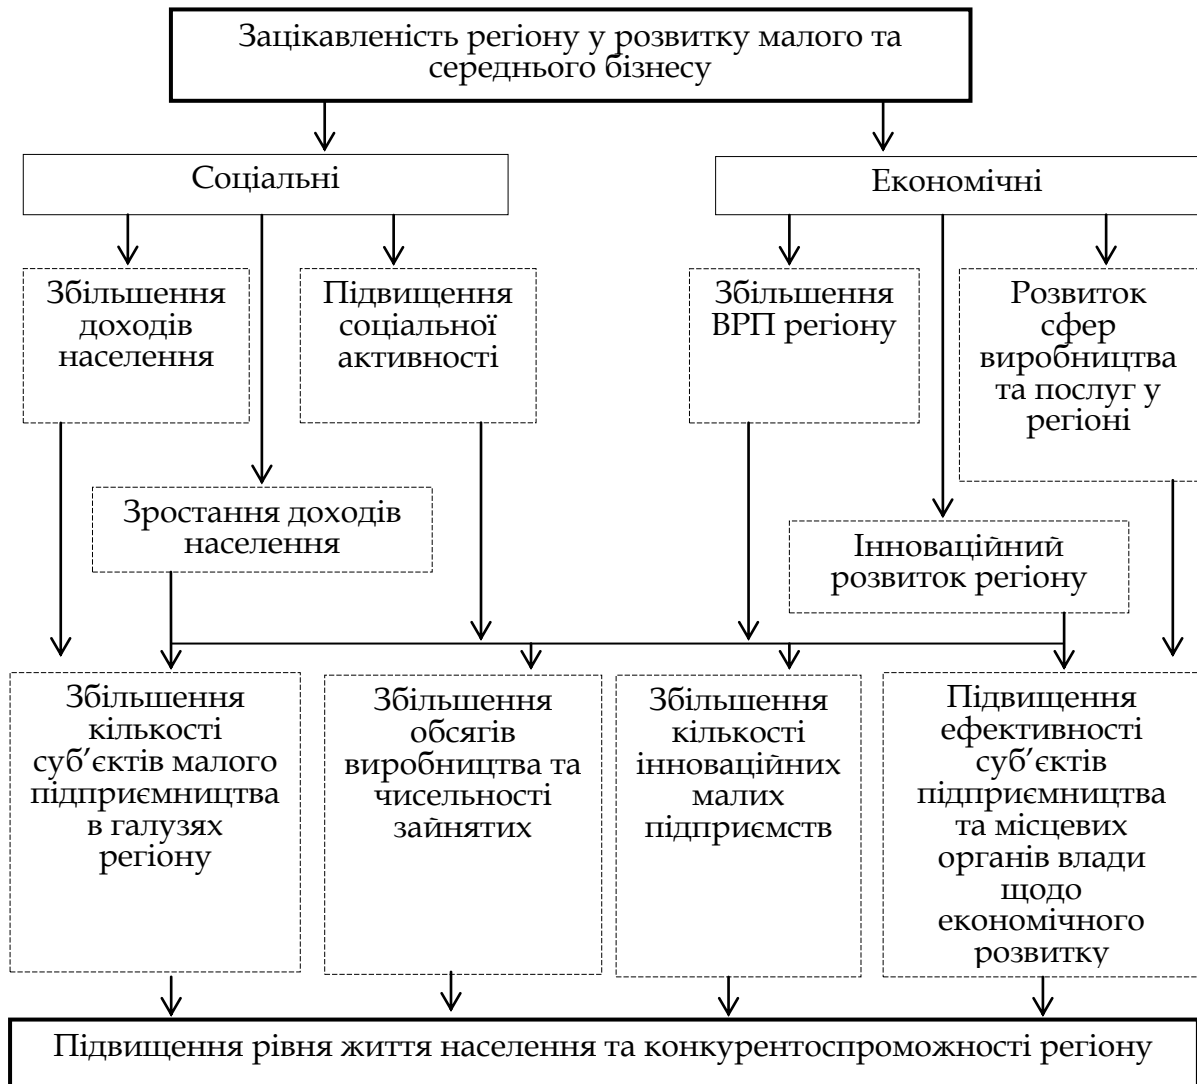 Зацікавленість регіону у розвитку малого та
середнього бізнесу
Соціальні
Економічні
Збільшення
доходів
населення
Підвищення
соціальної
активності
Збільшення
ВРП регіону
Розвиток
сфер
виробництва
та послуг у
регіоні
Зростання доходів
населення
Інноваційний
розвиток регіону
Збільшення
кількості
суб’єктів малого
підприємництва
в галузях
регіону
Збільшення
обсягів
виробництва та
чисельності
зайнятих
Збільшення
кількості
інноваційних
малих
підприємств
Підвищення
ефективності
суб’єктів
підприємництва
та місцевих
органів влади
щодо
економічного
розвитку
Підвищення рівня життя населення та конкурентоспроможності регіону